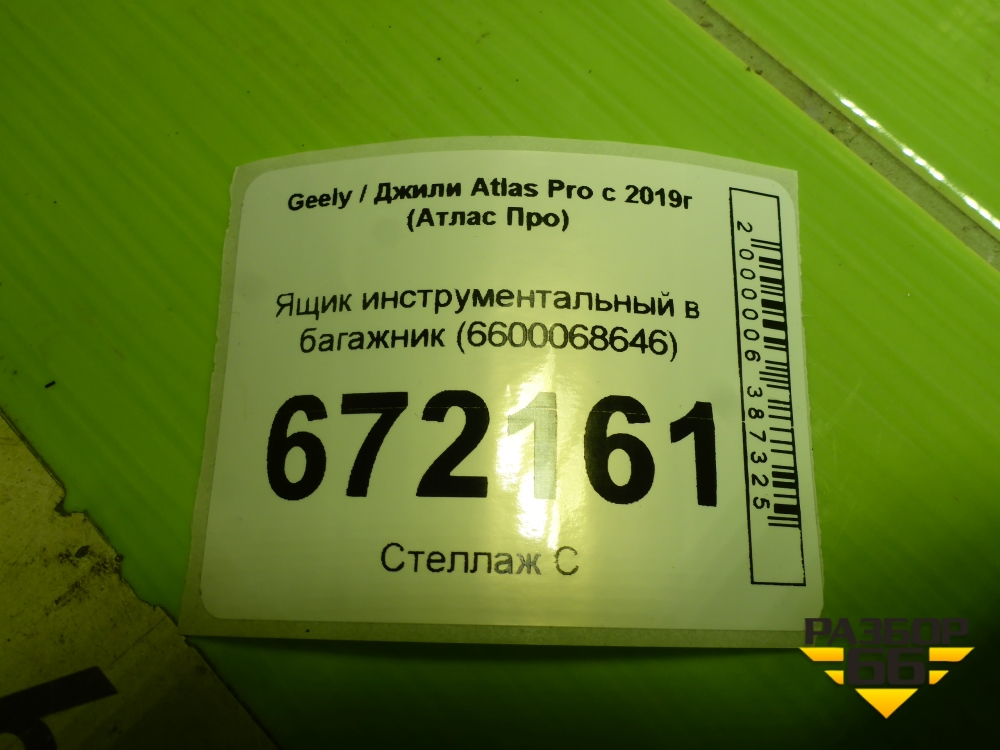 Geely / Джили Atlas Pro с 2019г
(Атлас Про)
Ящик инструментальный в
багажник (6600068646)
672161
Стеллаж С
2000006387325
РАЗБОР
66